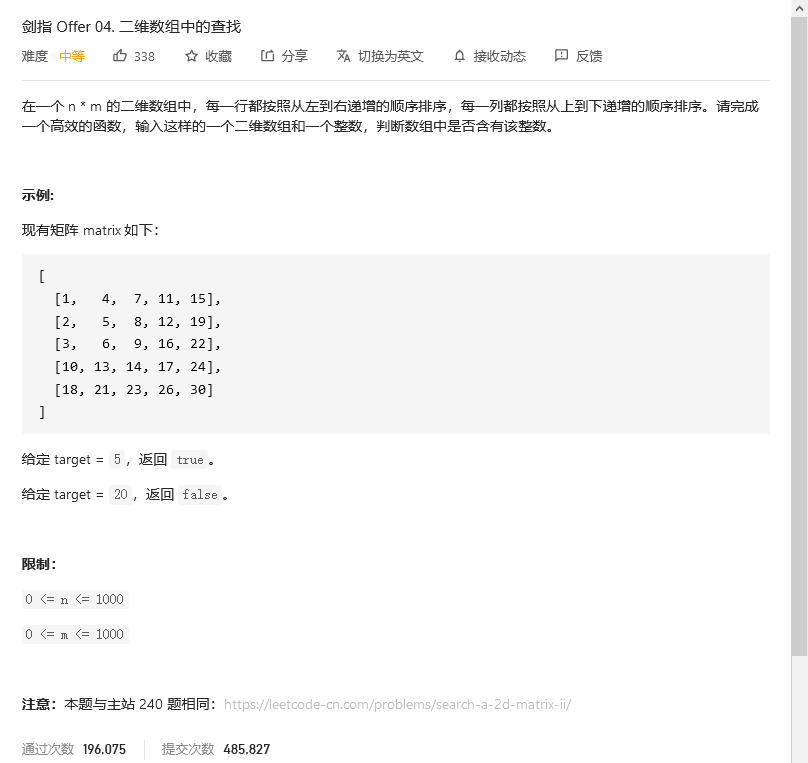 剑指 Offer 04. 二维数组中的查找
难度 中等 338 收藏 分享 切换为英文 接收动态 反馈
在一个 n * m 的二维数组中，每一行都按照从左到右递增的顺序排序，每一列都按照从上到下递增的顺序排序。请完成
一个高效的函数，输入这样的一个二维数组和一个整数，判断数组中是否含有该整数。
示例:
现有矩阵 matrix 如下：
[
[1,   4,  7, 11, 15],
[2,   5,  8, 12, 19],
[3,   6,  9, 16, 22],
[10, 13, 14, 17, 24],
[18, 21, 23, 26, 30]
]
给定 target = 5，返回 true。
给定 target = 20，返回 false。
限制：
0 <= n <= 1000
0 <= m <= 1000
注意：本题与主站 240 题相同：https://leetcode-cn.com/problems/search-a-2d-matrix-ii/
通过次数 196,075 提交次数 485,827